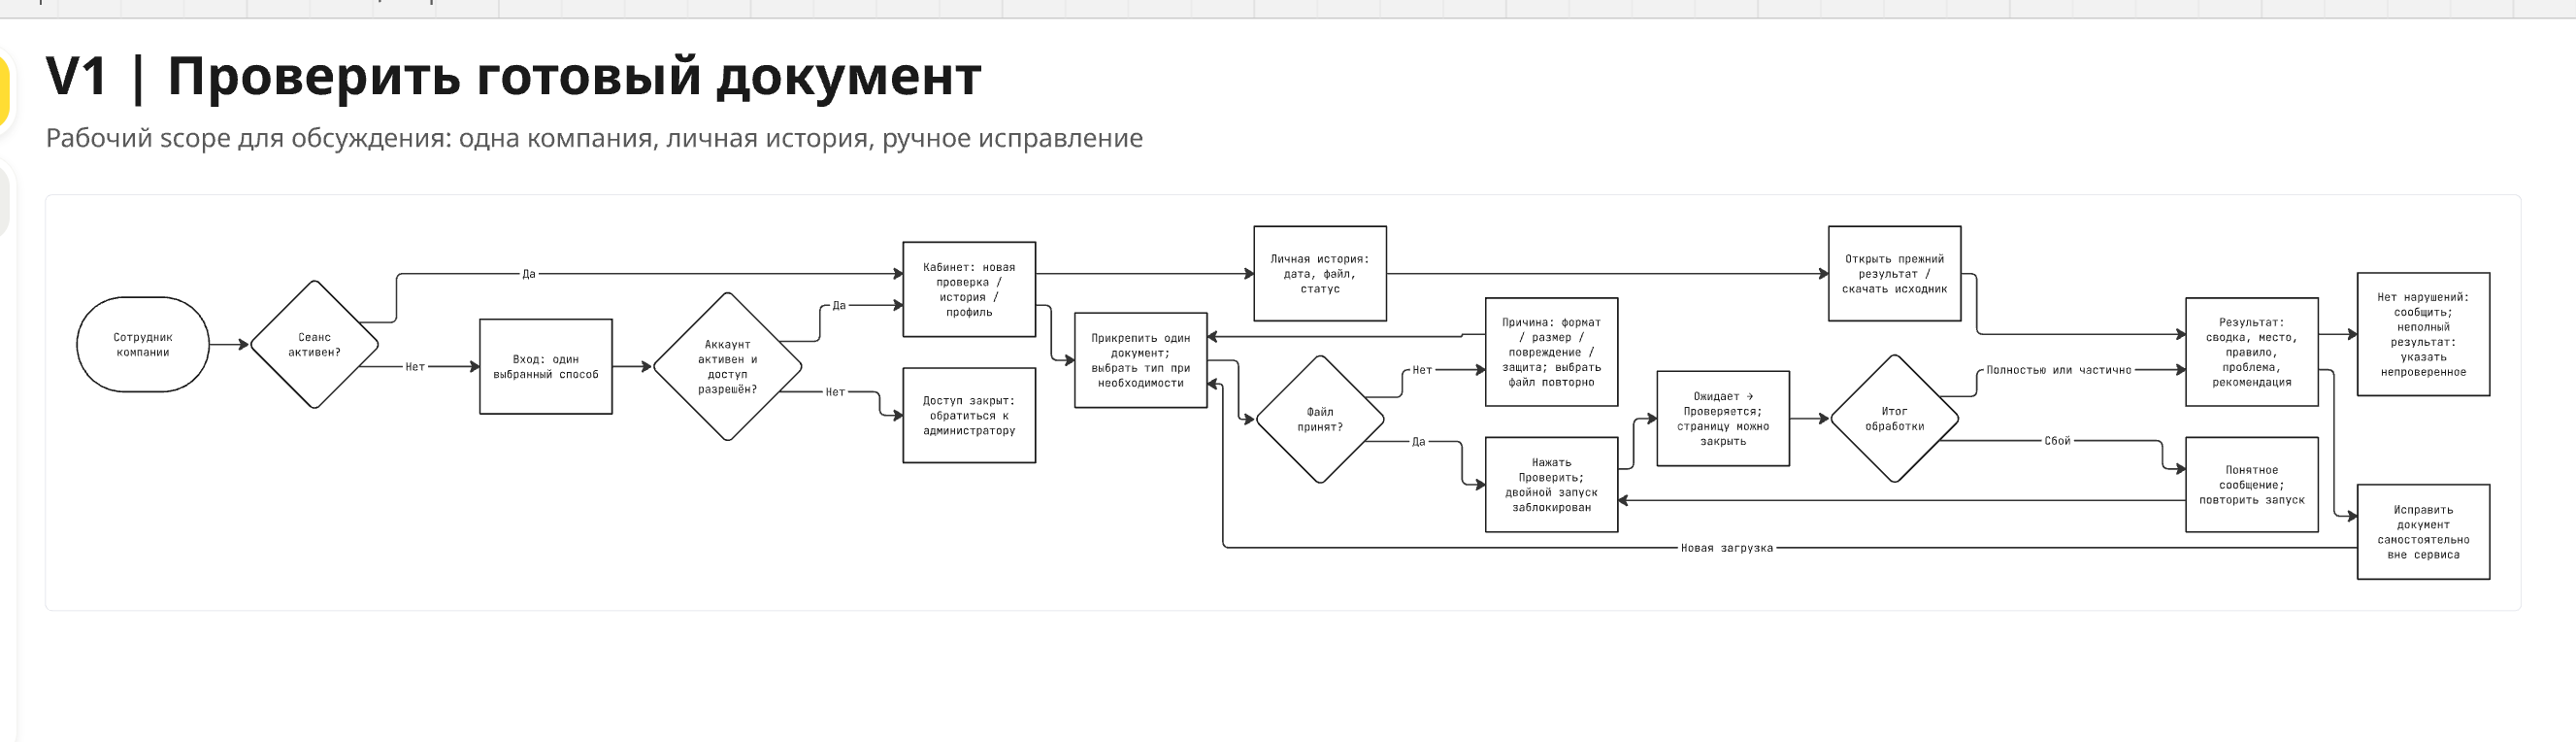 V1 | Проверить готовый документ
Рабочий scope для обсуждения: одна компания, личная история, ручное исправление
Сотрудник
компании
Сеанс
активен?
Да
Нет
Вход: один
выбранный способ
Аккаунт
активен и
доступ
разрешён?
Да
Нет
Кабинет: новая
проверка /
история /
профиль
Доступ закрыт:
обратиться к
администратору
Прикрепить один
документ;
выбрать тип при
необходимости
Личная история:
дата, файл,
статус
Файл
принят?
Нет
Да
Причина: формат
/ размер /
повреждение /
защита; выбрать
файл повторно
Нажать
Проверить;
двойной запуск
заблокирован
Ожидает →
Проверяется;
страницу можно
закрыть
Открыть прежний
результат /
скачать исходник
Итог
обработки
Полностью или частично
Сбой
Результат:
сводка, место,
правило,
проблема,
рекомендация
Понятное
сообщение;
повторить запуск
Нет нарушений:
сообщить;
неполный
результат:
указать
непроверенное
Исправить
документ
самостоятельно
вне сервиса
Новая загрузка